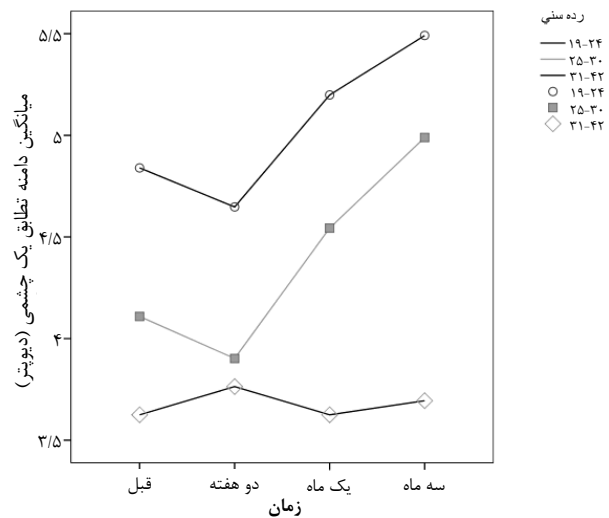 رده سني
۱۹-۲۴
۲۵-۳۰
۳۱-۴۲
۱۹-۲۴
۲۵-۳۰
۳۱-۴۲
میانگین دامنه تطابق یک چشمی (دیوپتر)
۵/۵
۵
۴/۵
۴
۳/۵
قبل
دو هفته
یک ماه
سه ماه
زمان